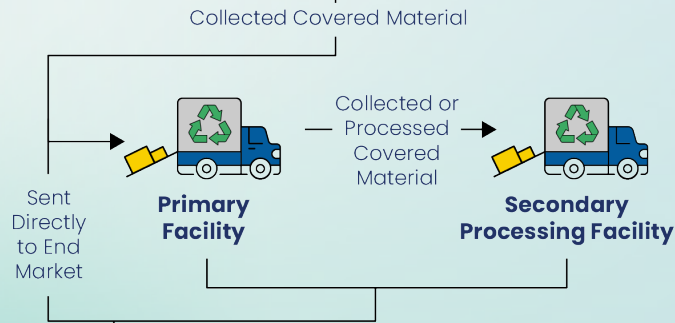 Collected Covered Material
Collected or
Processed
Covered
Material
Sent
Directly
to End
Market
Primary
Facility
Secondary
Processing Facility